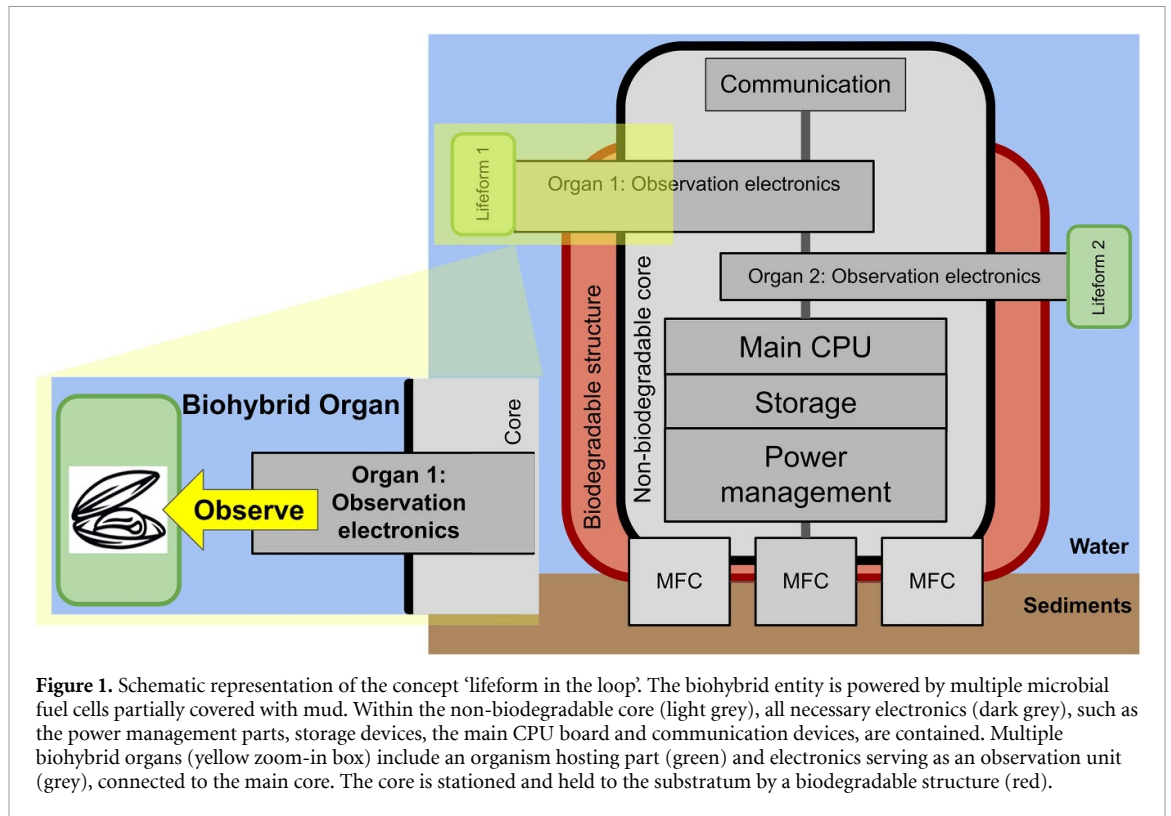 Communication
Lifeform 1
Organ 1: Observation electronics
Organ 2: Observation electronics
Lifeform 2
Biodegradable structure
Non-biodegradable core
Main CPU
Storage
Power
management
MFC
MFC
MFC
Water
Sediments
Biohybrid Organ
Core
Organ 1:
Observation
electronics
Observe
Figure 1. Schematic representation of the concept ‘lifeform in the loop’. The biohybrid entity is powered by multiple microbial
fuel cells partially covered with mud. Within the non-biodegradable core (light grey), all necessary electronics (dark grey), such as
the power management parts, storage devices, the main CPU board and communication devices, are contained. Multiple
biohybrid organs (yellow zoom-in box) include an organism hosting part (green) and electronics serving as an observation unit
(grey), connected to the main core. The core is stationed and held to the substratum by a biodegradable structure (red).